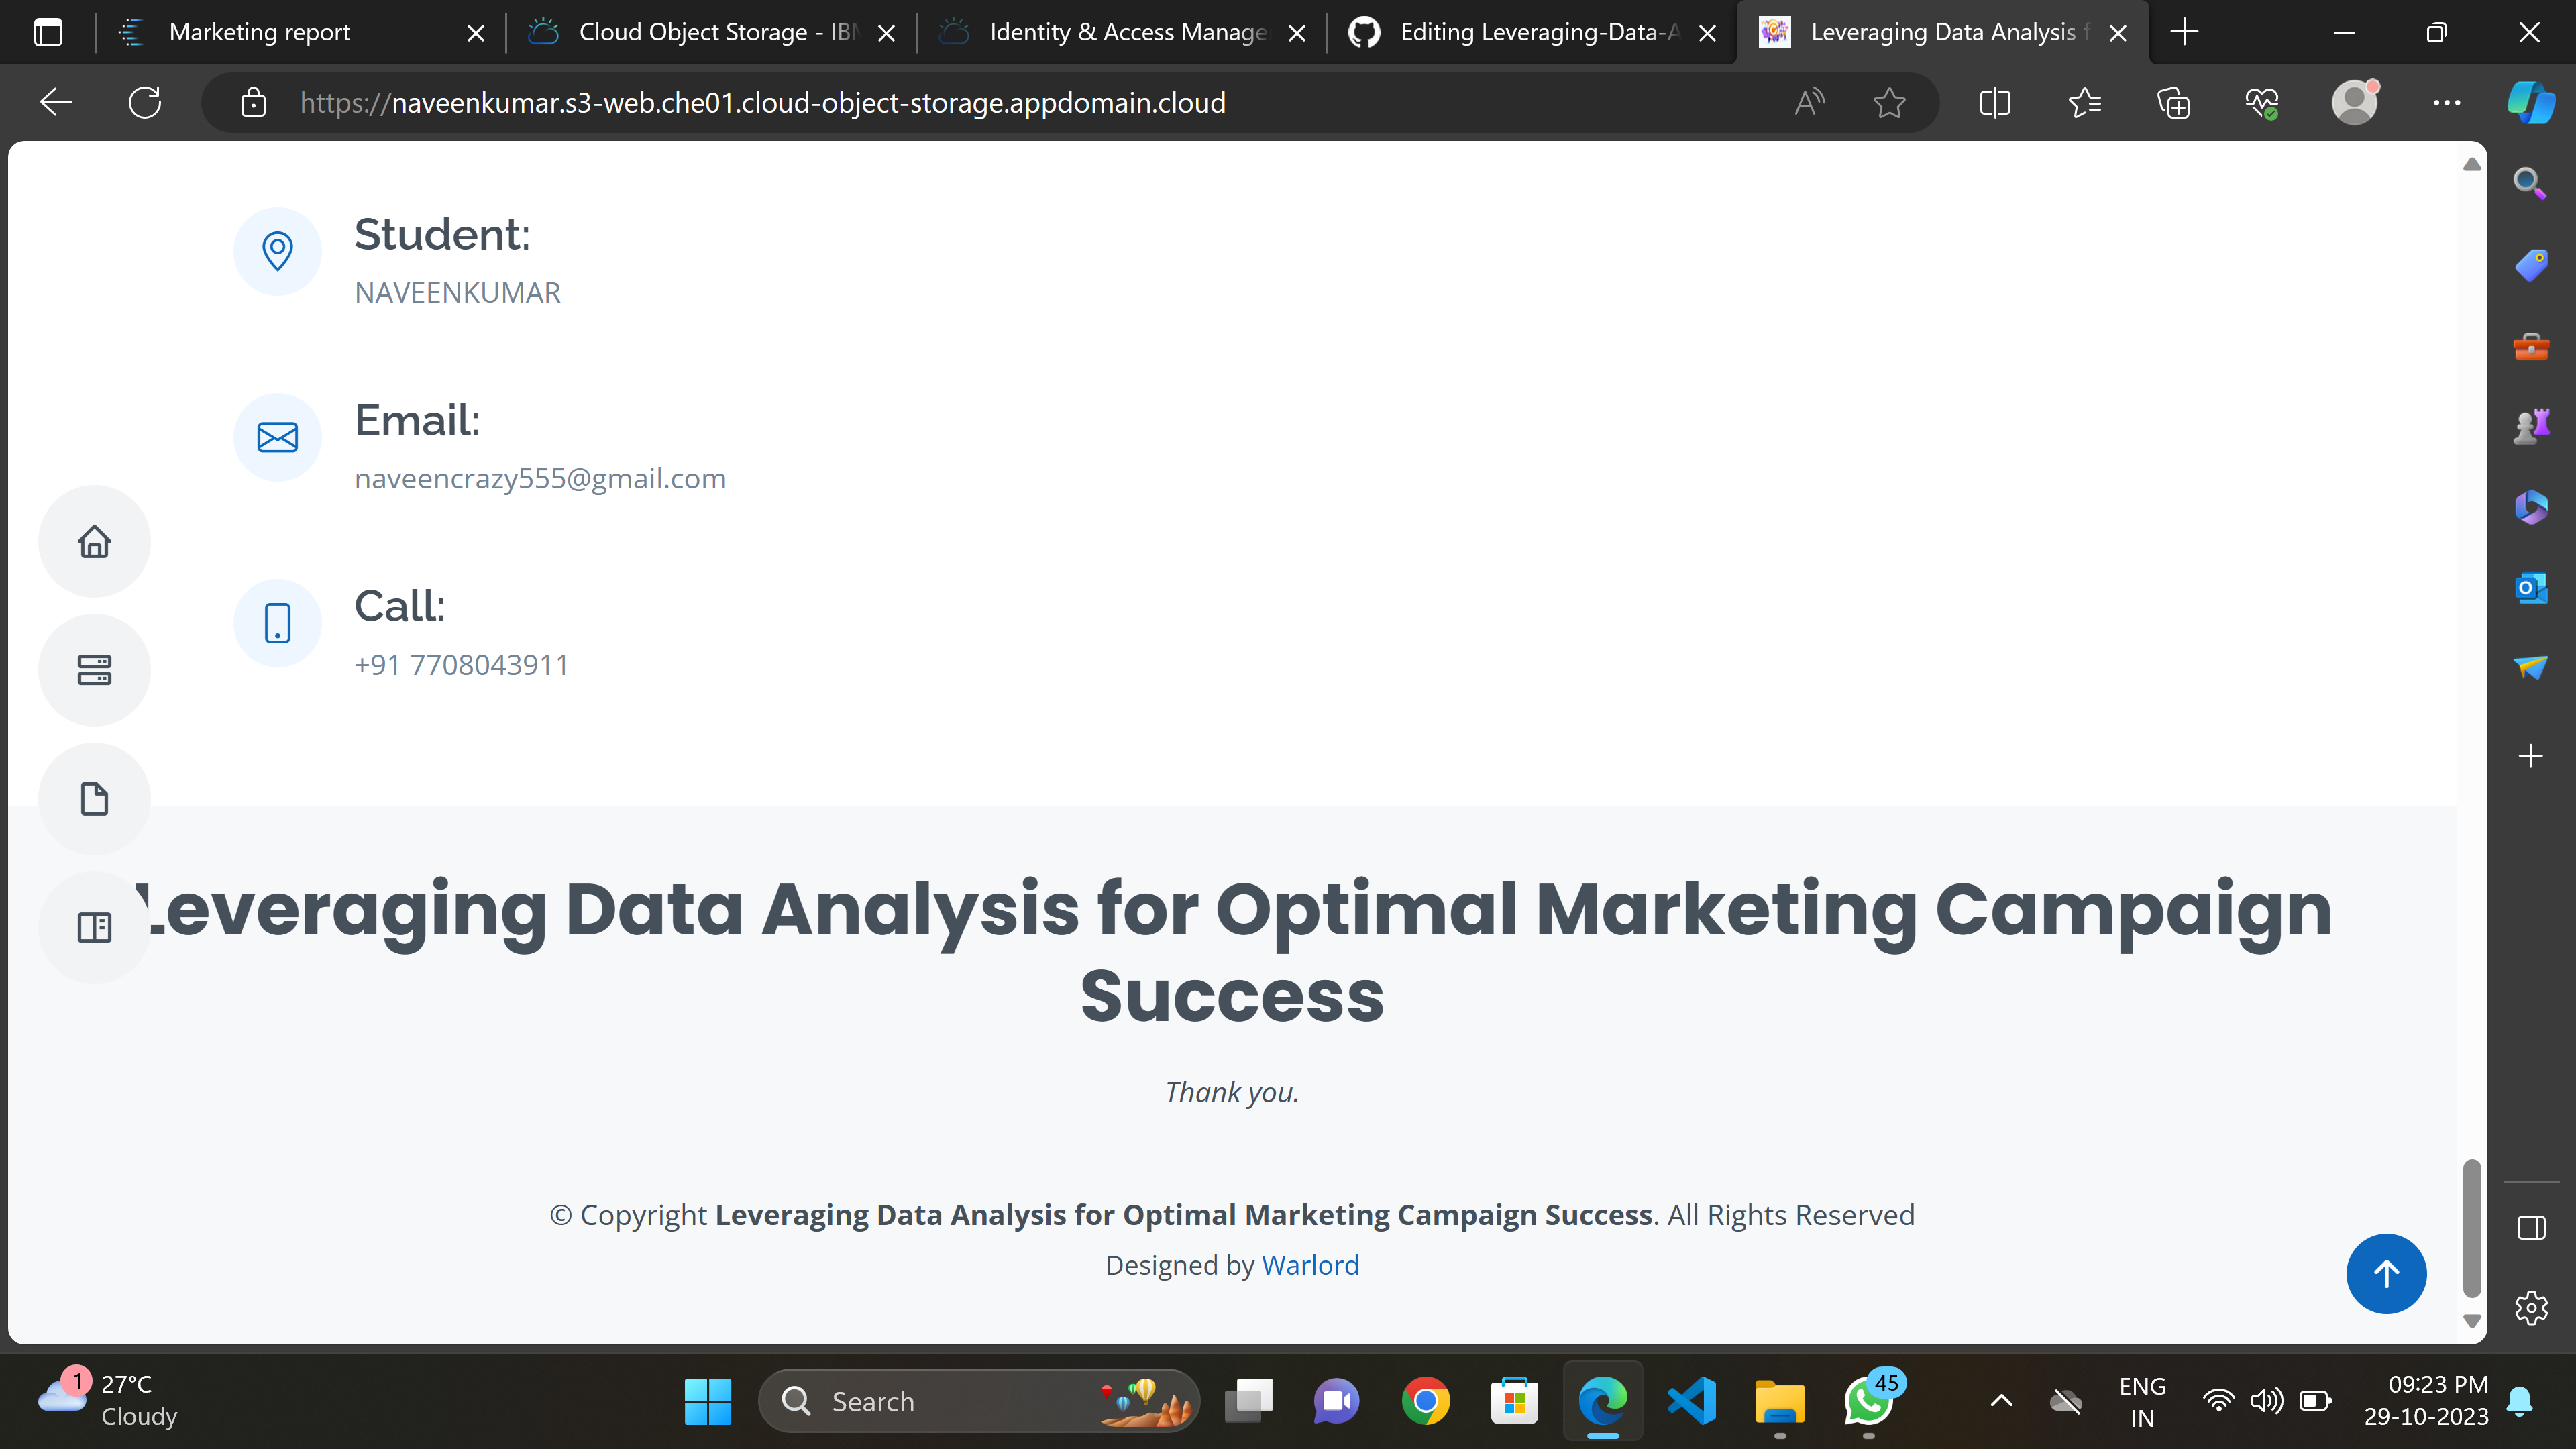 Marketing report
Cloud Object Storage - IBM
Identity & Access Manage
Editing Leveraging-Data-A
Leveraging Data Analysis f
https://naveenkumar.s3-web.che01.cloud-object-storage.appdomain.cloud
Student:
NAVEENKUMAR
Email:
naveencrazy555@gmail.com
Call:
+91 7708043911
Leveraging Data Analysis for Optimal Marketing Campaign
Success
Thank you.
© Copyright Leveraging Data Analysis for Optimal Marketing Campaign Success. All Rights Reserved
Designed by Warlord
1
27°C
Cloudy
Search
45
ENG
IN
09:23 PM
29-10-2023